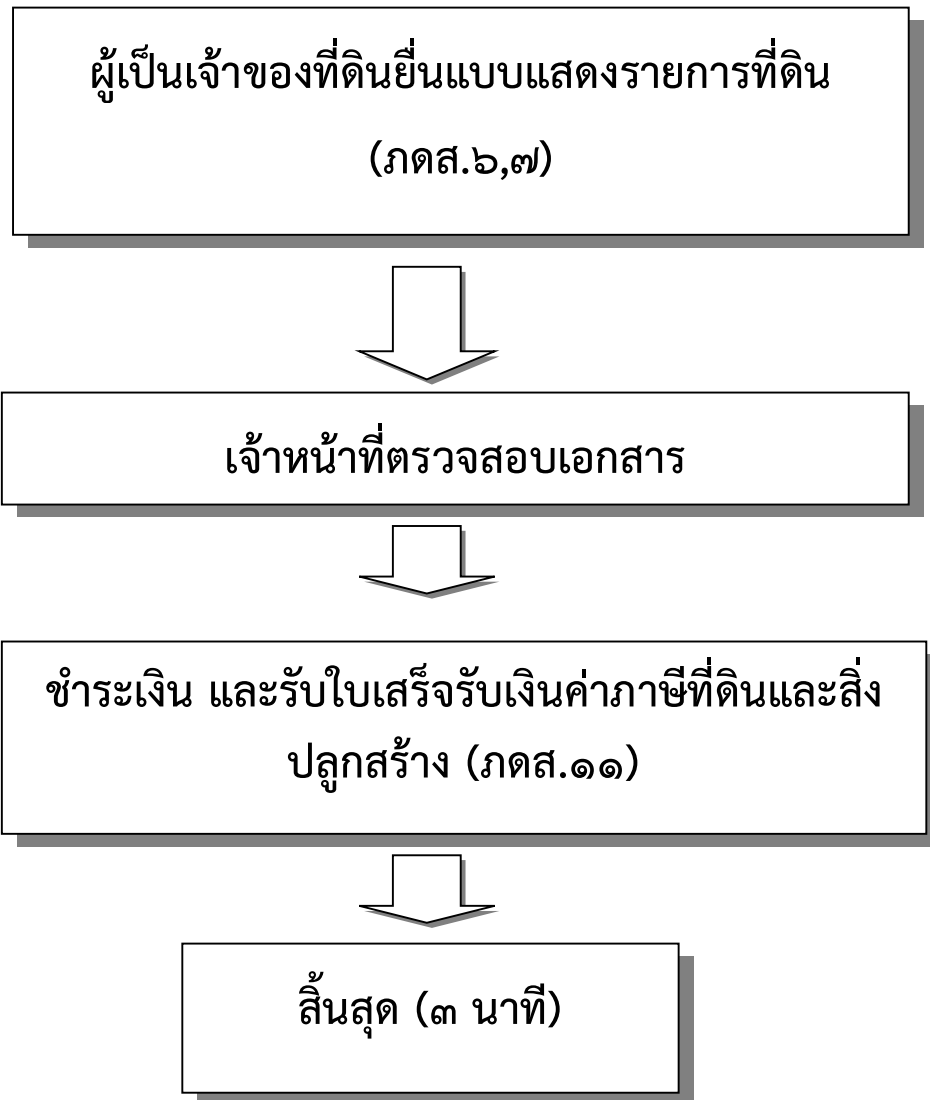 ผู้เป็นเจ้าของที่ดินยื่นแบบแสดงรายการที่ดิน
(ภดส.๖,๗)
เจ้าหน้าที่ตรวจสอบเอกสาร
ชำระเงิน และรับใบเสร็จรับเงินค่าภาษีที่ดินและสิ่ง
ปลูกสร้าง (ภดส.๑๑)
สิ้นสุด (๓ นาที)